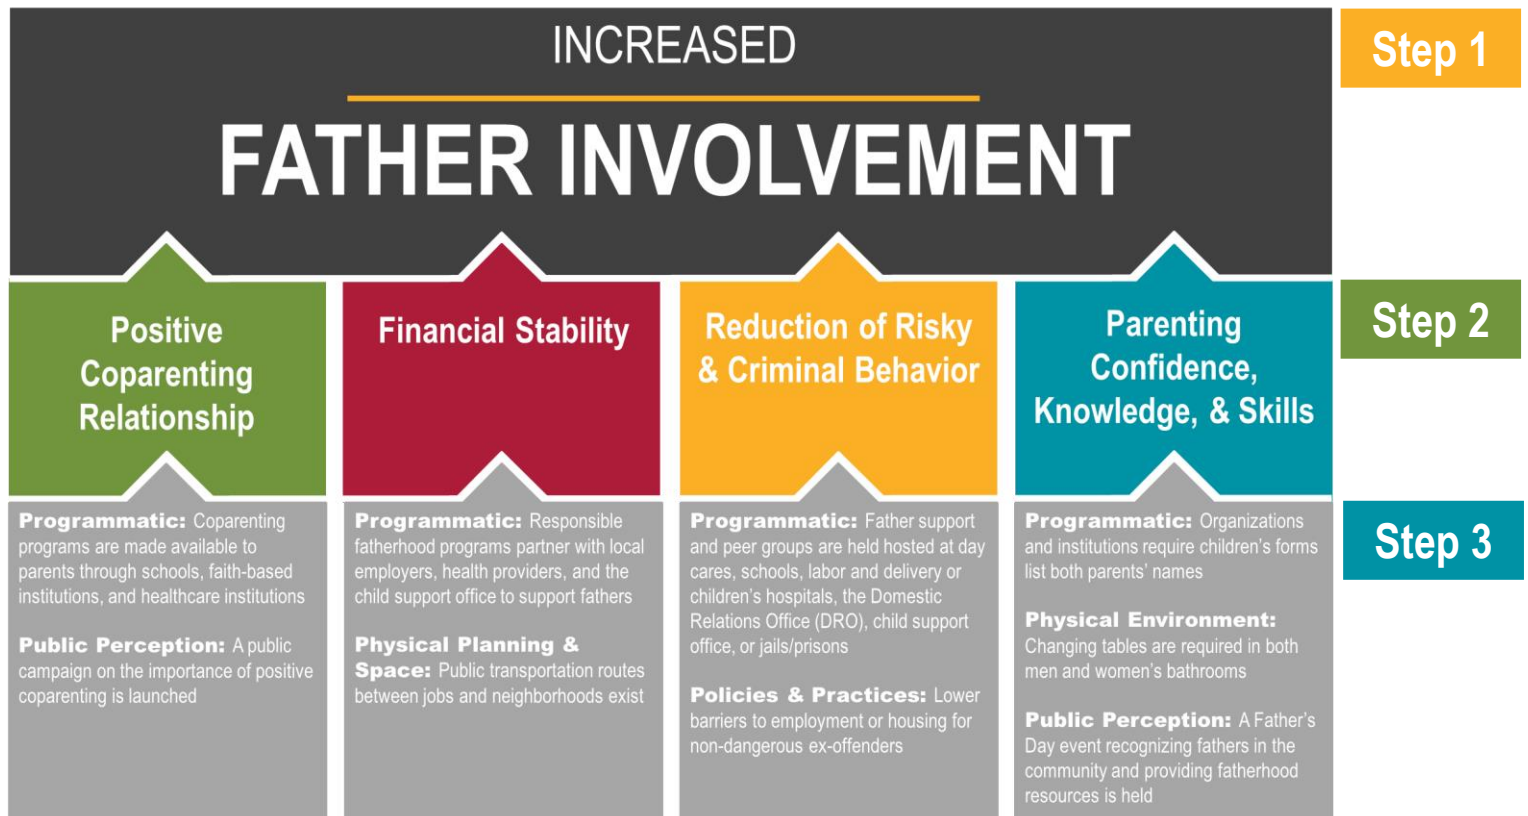 INCREASED
FATHER INVOLVEMENT
Step 1
Positive
Coparenting
Relationship
Financial Stability
Reduction of Risky
& Criminal Behavior
Parenting
Confidence,
Knowledge, & Skills
Step 2
Programmatic: Coparenting
programs are made available to
parents through schools, faith-based
institutions, and healthcare institutions
Public Perception: A public
campaign on the importance of positive
coparenting is launched
Programmatic: Responsible
fatherhood programs partner with local
employers, health providers, and the
child support office to support fathers
Physical Planning &
Space: Public transportation routes
between jobs and neighborhoods exist
Programmatic: Father support
and peer groups are held hosted at day
cares, schools, labor and delivery or
children's hospitals, the Domestic
Relations Office (DRO), child support
office, or jails/prisons
Policies & Practices: Lower
barriers to employment or housing for
non-dangerous ex-offenders
Programmatic: Organizations
and institutions require children's forms
list both parents' names
Physical Environment:
Changing tables are required in both
men and women's bathrooms
Public Perception: A Father's
Day event recognizing fathers in the
community and providing fatherhood
resources is held
Step 3